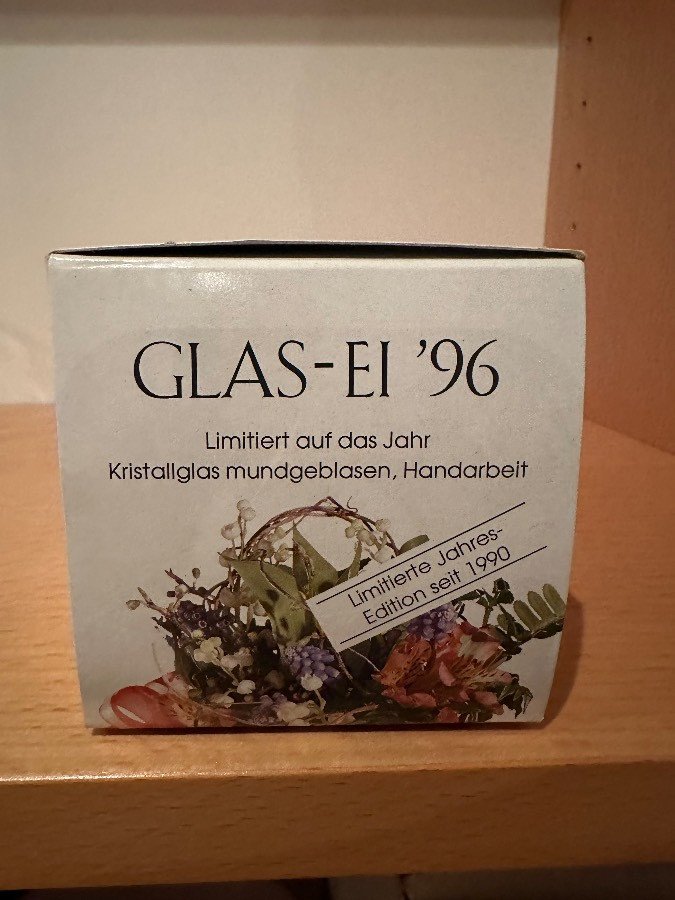 GLAS-EI '96
Limitiert auf das Jahr
Kristallglas mundgeblasen, Handarbeit
Limitierte Jahres-
Edition seit 1990